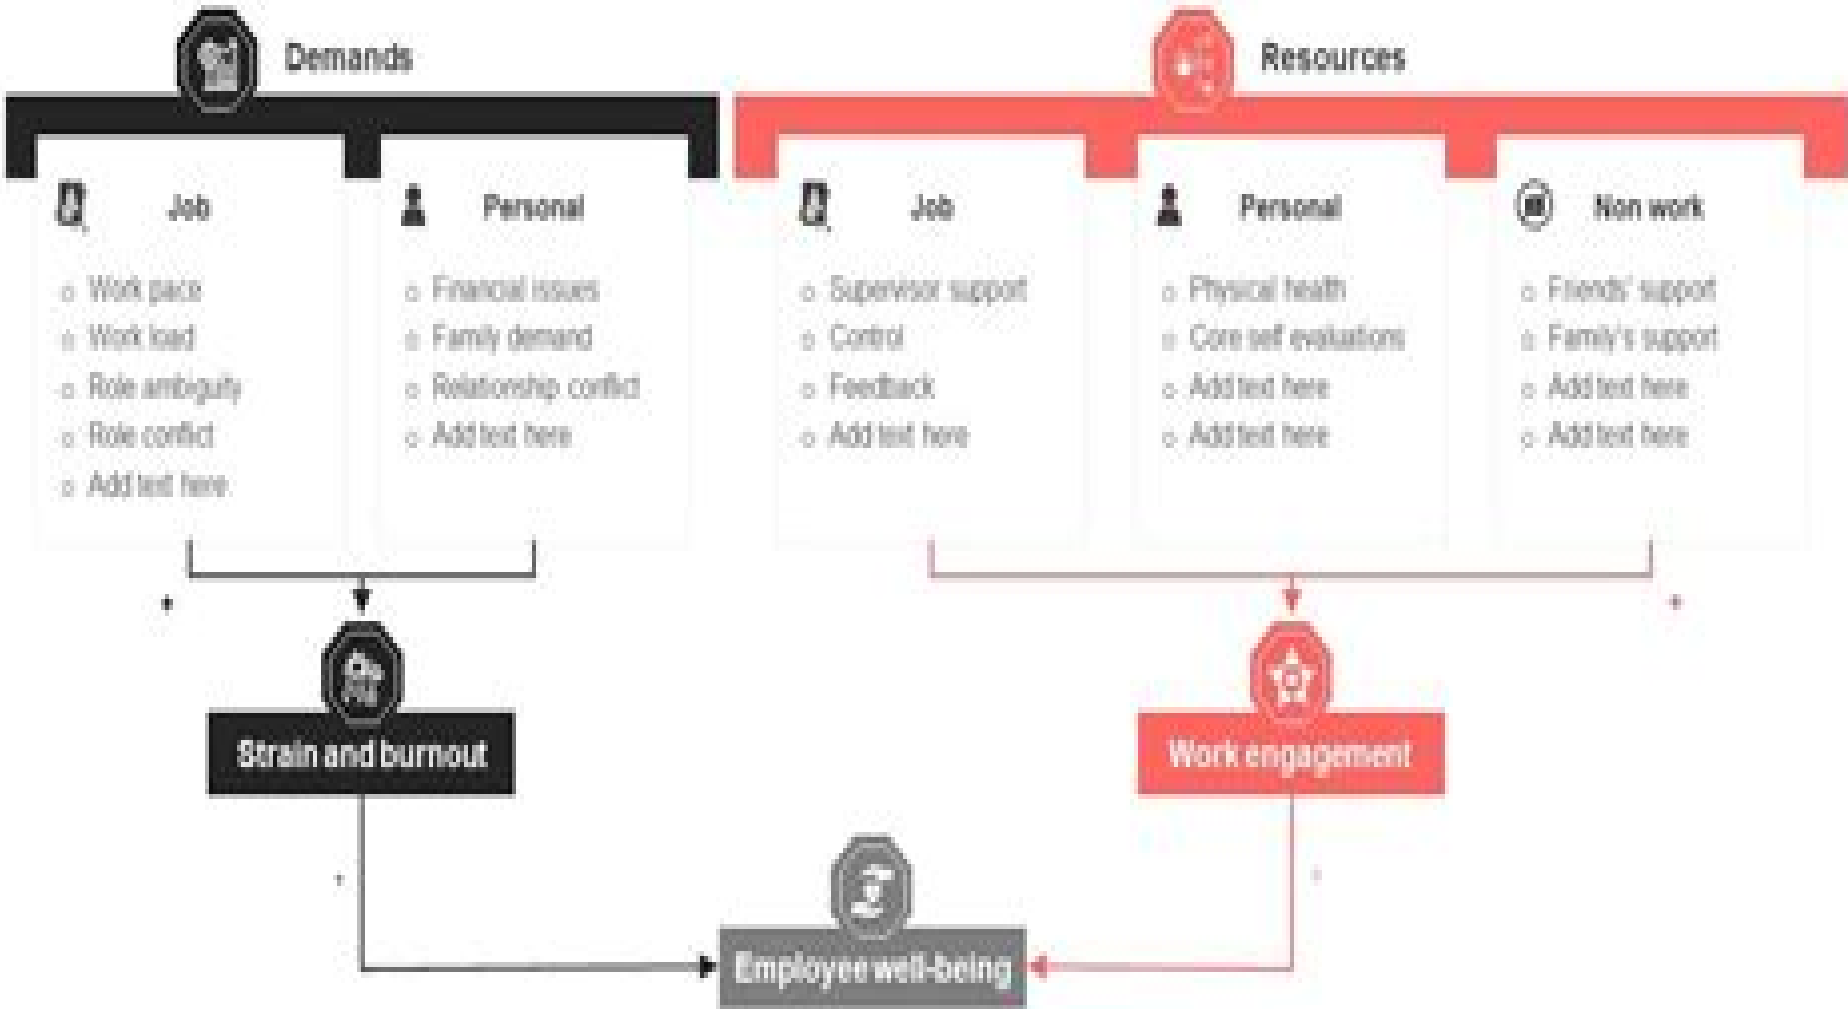 Demands
Resources
Job
Work pace
Work load
Role ambiguity
Role conflict
Add text here
Personal
Financial issues
Family demand
Relationship conflict
Add text here
Job
Supervisor support
Control
Feedback
Add text here
Personal
Physical health
Core self evaluations
Add text here
Add text here
Non work
Friends' support
Family's support
Add text here
Add text here
Strain and burnout
Work engagement
Employee well-being